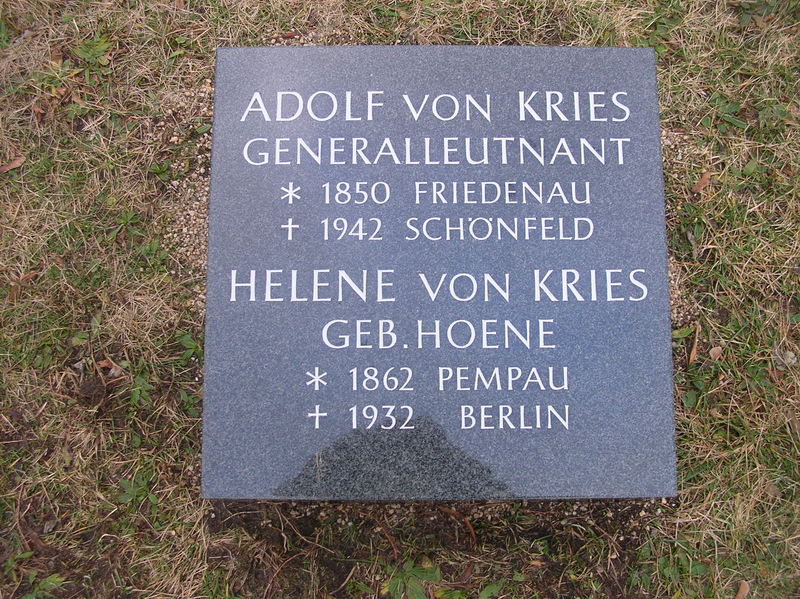 ADOLF VON KRIES
GENERALLEUTNANT
* 1850 FRIEDENAU
† 1942 SCHÖNFELD
HELENE VON KRIES
GEB. HOENE
* 1862 PEMPAU
† 1932 BERLIN